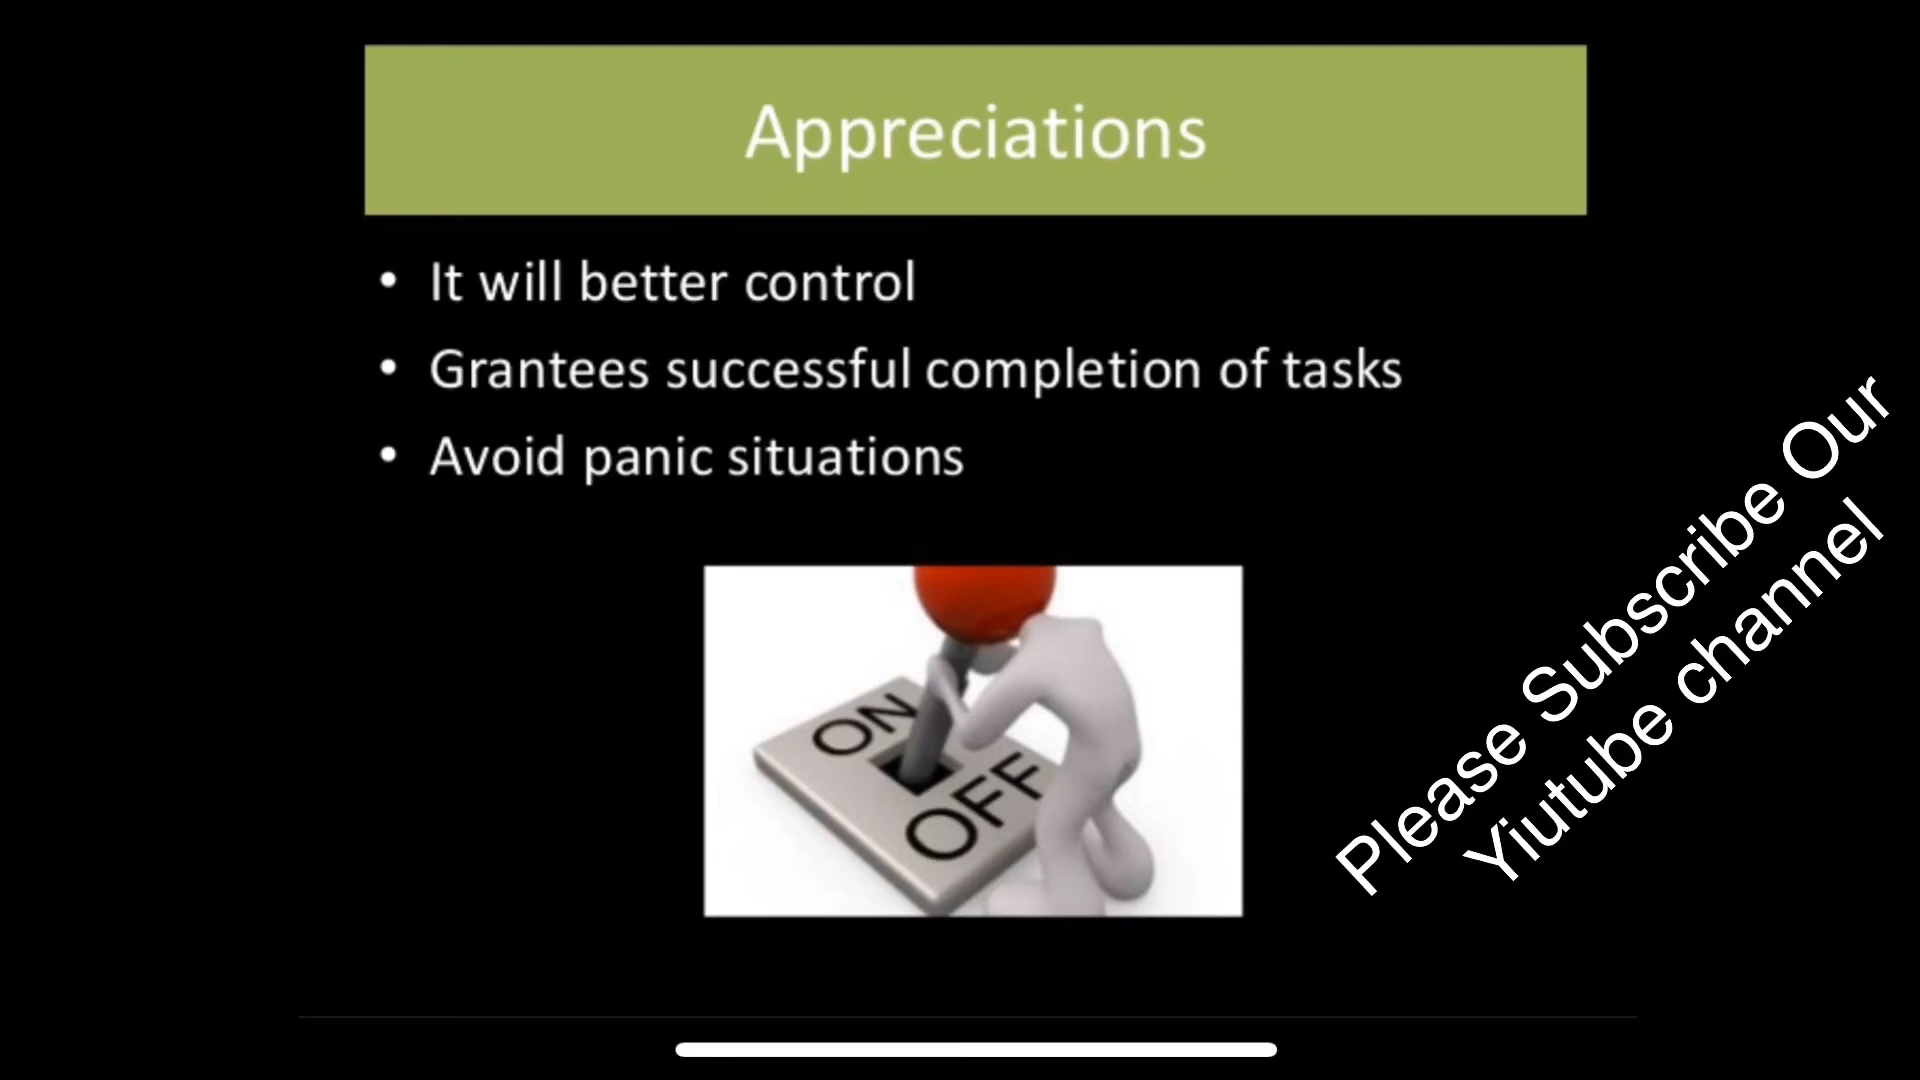 Appreciations
• It will better control
• Grantees successful completion of tasks
• Avoid panic situations
ON
OFF
Please Subscribe Our
Yiutube channel